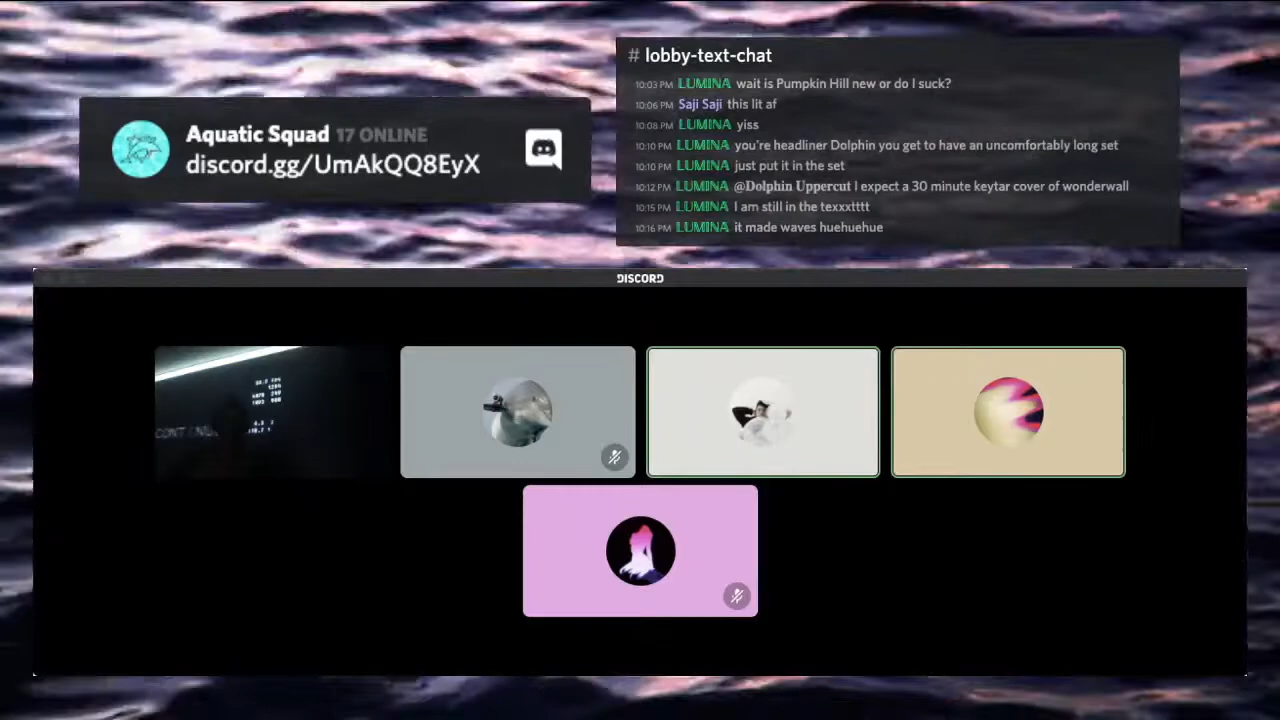 # lobby-text-chat
10:03 PM LUMINA wait is Pumpkin Hill new or do I suck?
10:06 PM Saji Saji this lit af
10:08 PM LUMINA yiss
10:10 PM LUMINA you're headliner Dolphin you get to have an uncomfortably long set
10:10 PM LUMINA just put it in the set
10:12 PM LUMINA @Dolphin Uppercut I expect a 30 minute keytar cover of wonderwall
10:15 PM LUMINA I am still in the texxxtttt
10:16 PM LUMINA it made waves huehuehue
Aquatic Squad 17 ONLINE
discord.gg/UmAkQQ8EyX
DISCORD